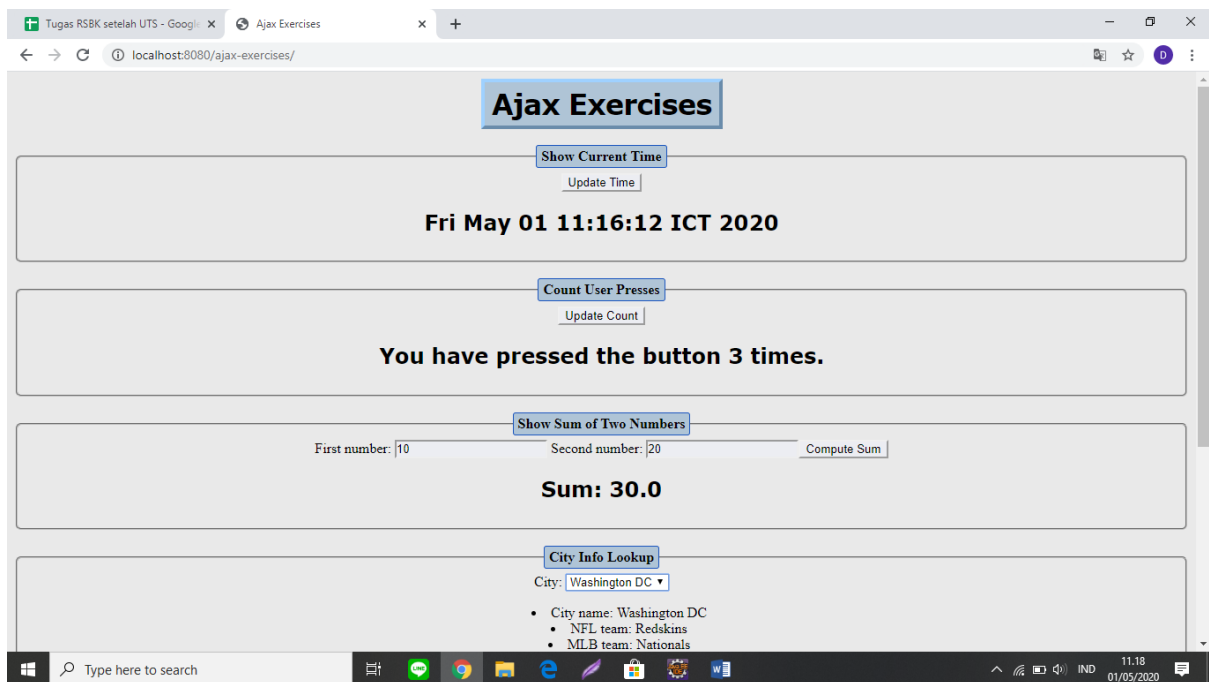 Tugas RSBK setelah UTS - Googl
Ajax Exercises
localhost:8080/ajax-exercises/
D
Ajax Exercises
Show Current Time
Update Time
Fri May 01 11:16:12 ICT 2020
Count User Presses
Update Count
You have pressed the button 3 times.
Show Sum of Two Numbers
First number: 10 Second number: 20 Compute Sum
Sum: 30.0
City Info Lookup
City: Washington DC
• City name: Washington DC
• NFL team: Redskins
• MLB team: Nationals
Type here to search
LINE
IND
11.18
01/05/2020